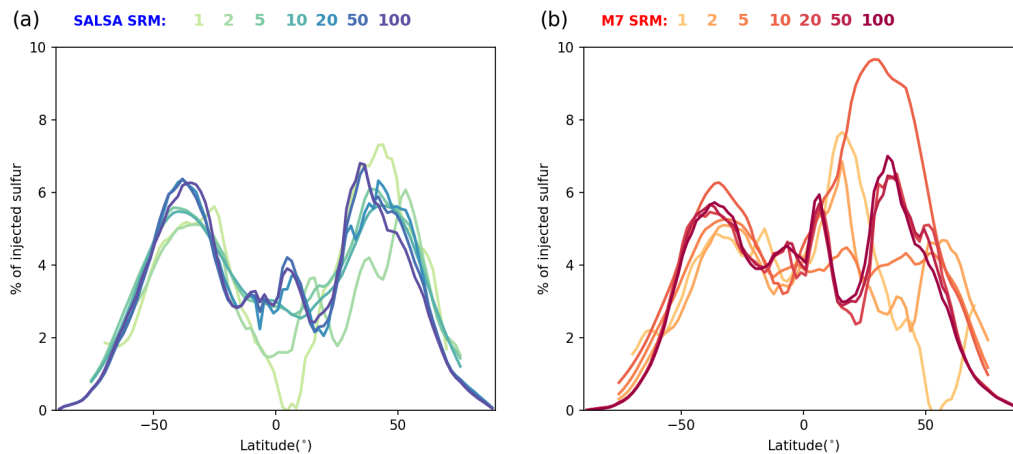 (a) SALSA SRM: 1 2 5 10 20 50 100
10
8
6
4
2
0
% of injected sulfur
−50 0 50
Latitude(°)
(b) M7 SRM: 1 2 5 10 20 50 100
10
8
6
4
2
0
% of injected sulfur
−50 0 50
Latitude(°)